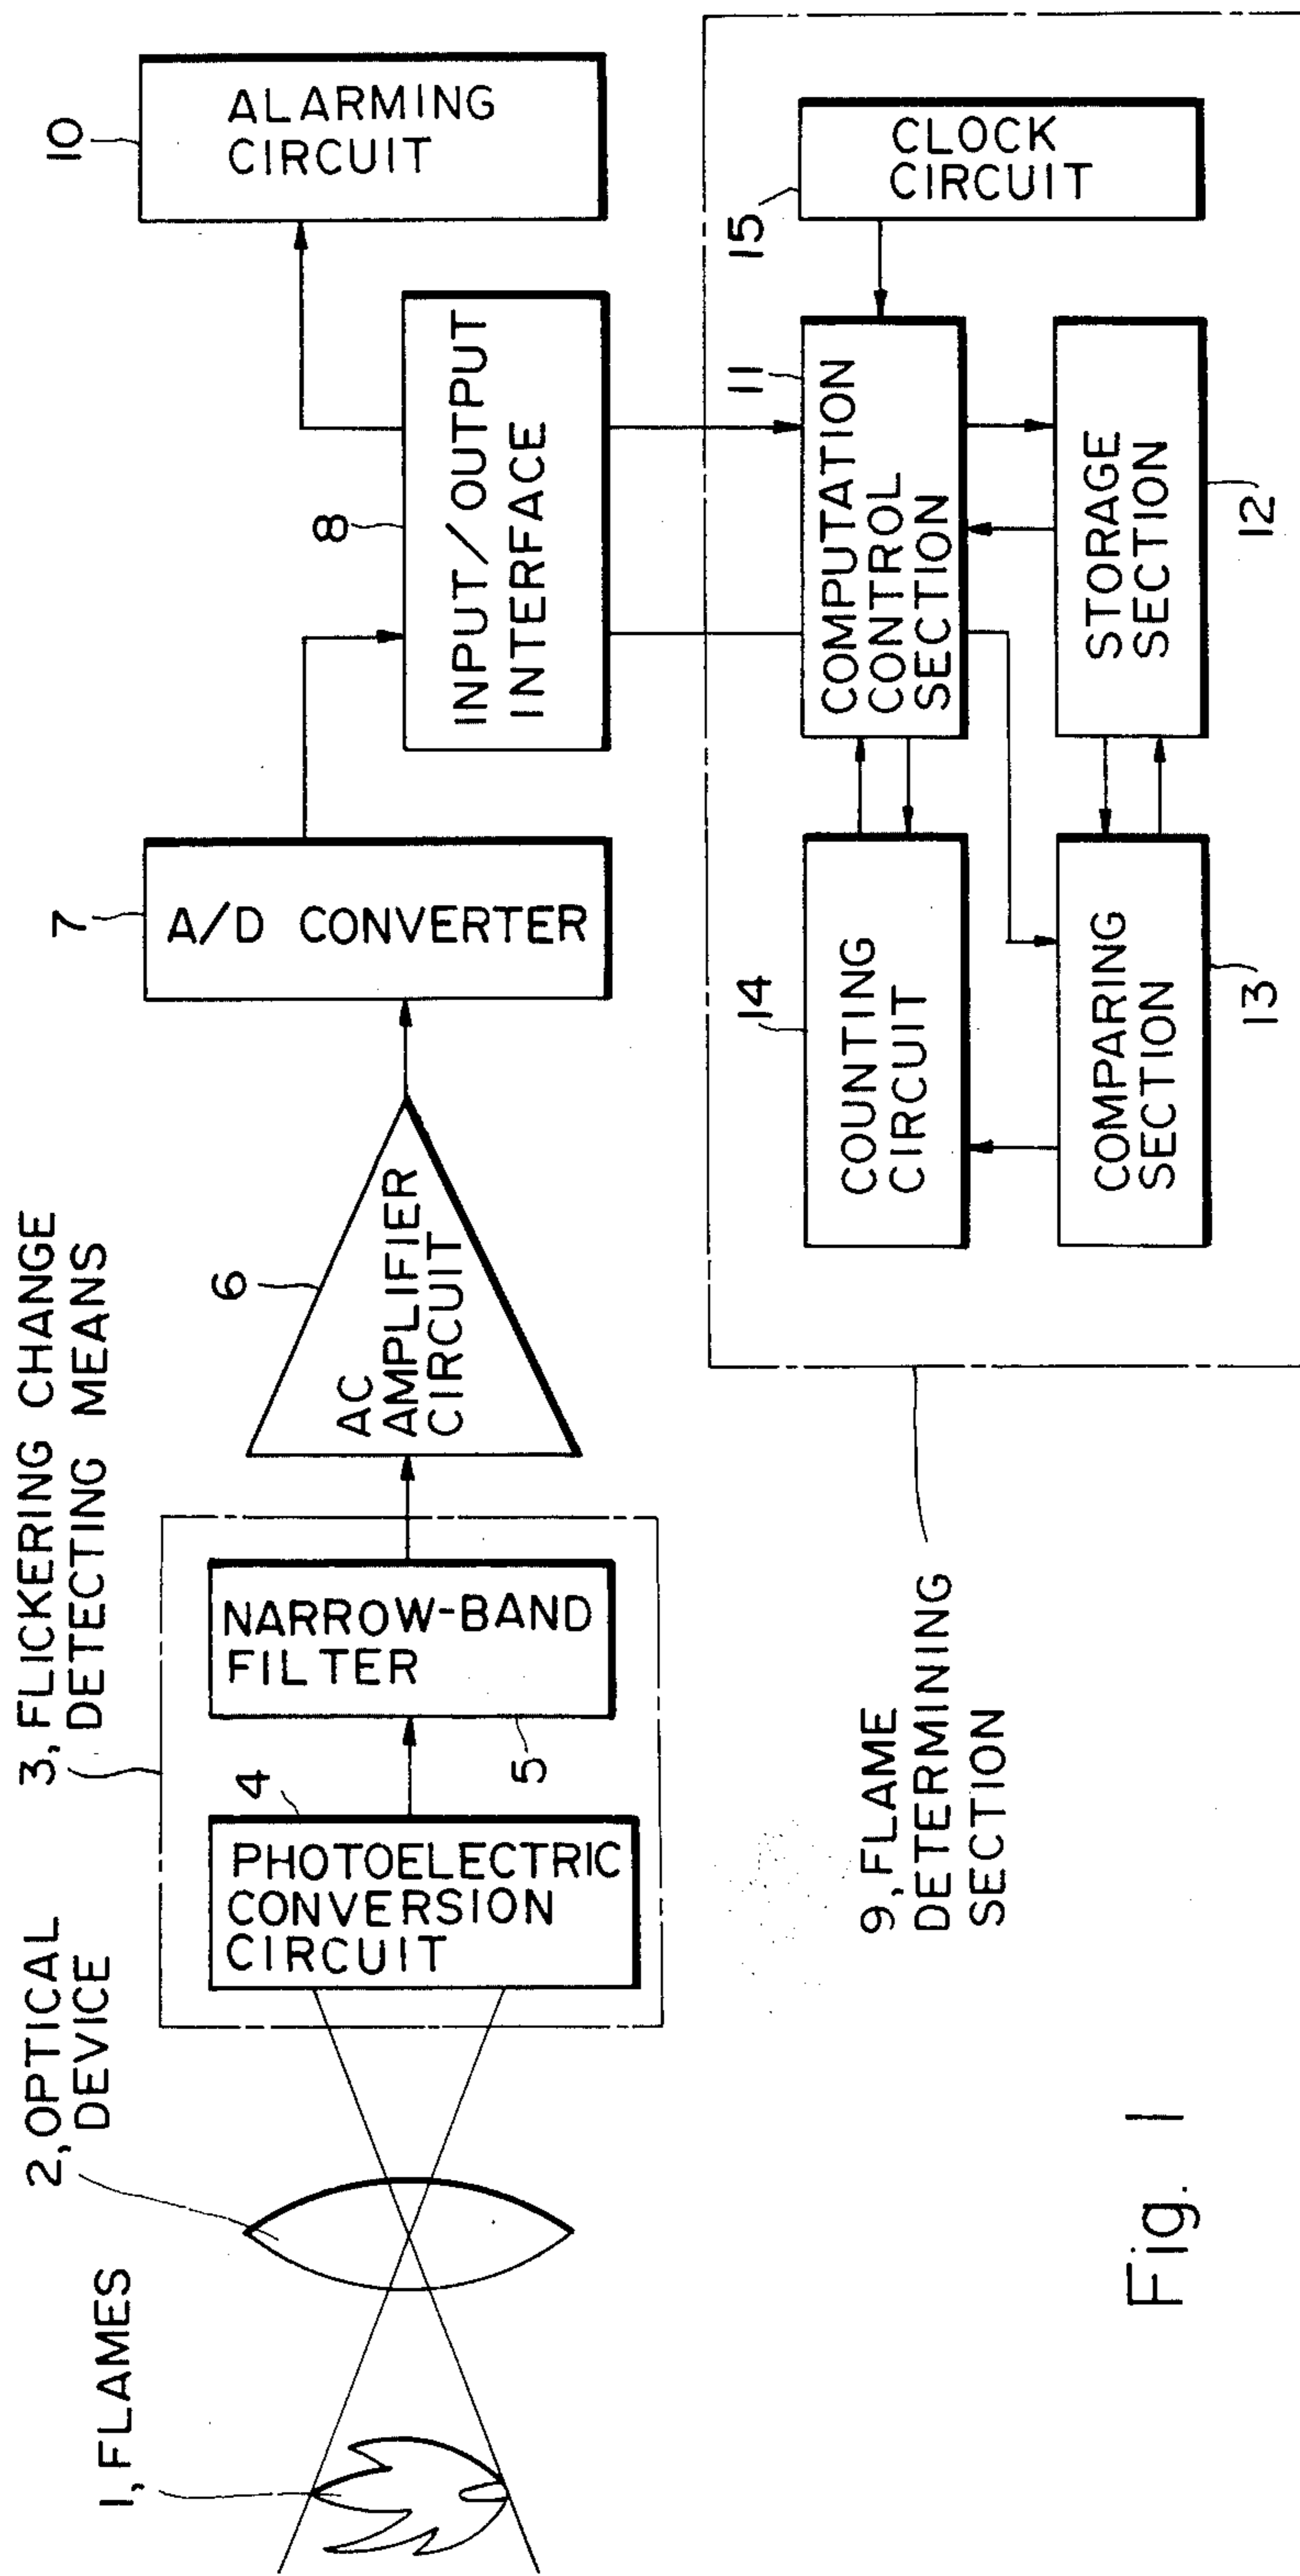 1, FLAMES
2, OPTICAL
DEVICE
3, FLICKERING CHANGE
DETECTING MEANS
4
PHOTOELECTRIC
CONVERSION
CIRCUIT
NARROW-BAND
FILTER
5
6
AC
AMPLIFIER
CIRCUIT
7
A/D CONVERTER
8
INPUT/OUTPUT
INTERFACE
10
ALARMING
CIRCUIT
9, FLAME
DETERMINING
SECTION
14
COUNTING
CIRCUIT
11
COMPUTATION
CONTROL
SECTION
15
CLOCK
CIRCUIT
COMPARING
SECTION
13
STORAGE
SECTION
12
Fig. 1